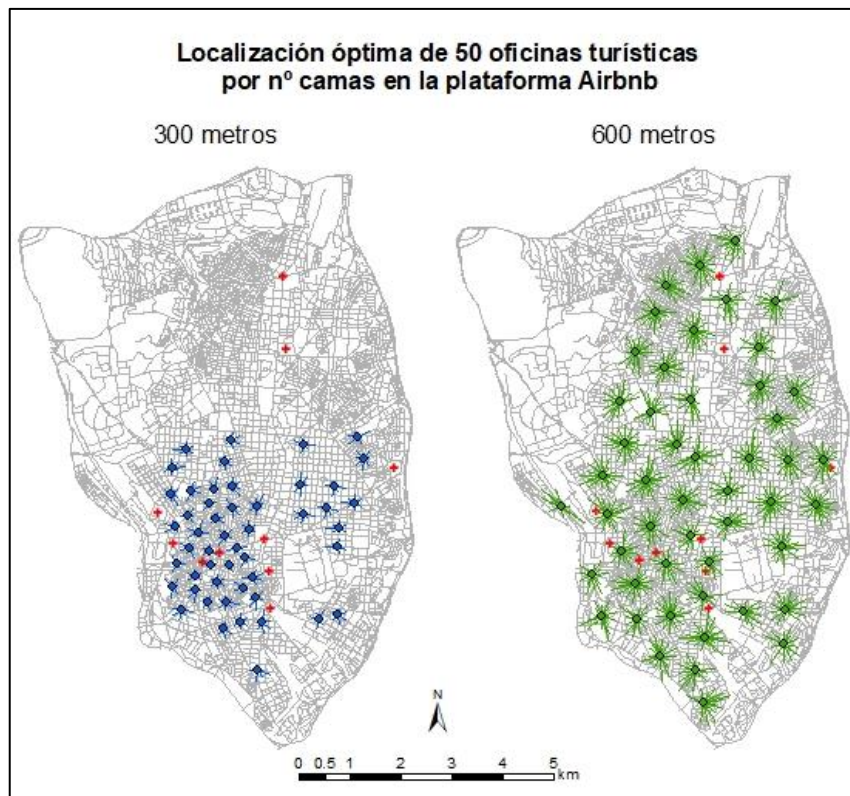 Localización óptima de 50 oficinas turísticas
por nº camas en la plataforma Airbnb
300 metros
600 metros
N
0 0.5 1 2 3 4 5
km